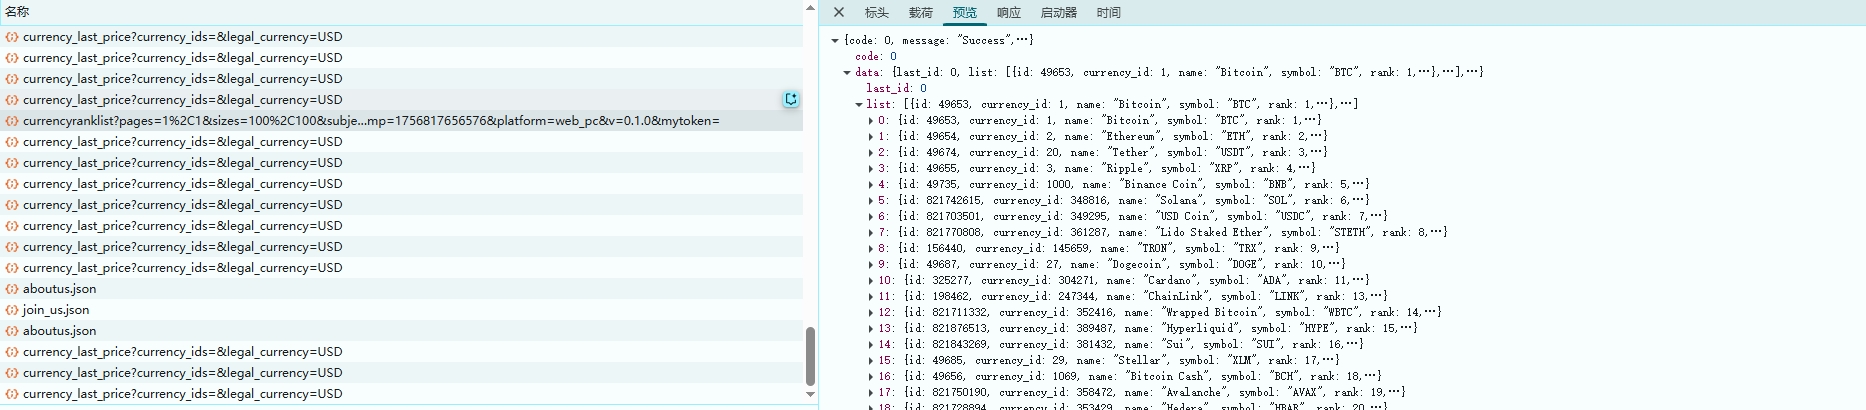 名称
currency_last_price?currency_ids=&legal_currency=USD
currency_last_price?currency_ids=&legal_currency=USD
currency_last_price?currency_ids=&legal_currency=USD
currency_last_price?currency_ids=&legal_currency=USD
currencyranklist?pages=1%2C1&sizes=100%2C100&subje...mp=1756817656576&platform=web_pc&v=0.1.0&mytoken=
currency_last_price?currency_ids=&legal_currency=USD
currency_last_price?currency_ids=&legal_currency=USD
currency_last_price?currency_ids=&legal_currency=USD
currency_last_price?currency_ids=&legal_currency=USD
currency_last_price?currency_ids=&legal_currency=USD
currency_last_price?currency_ids=&legal_currency=USD
currency_last_price?currency_ids=&legal_currency=USD
aboutus.json
join_us.json
aboutus.json
currency_last_price?currency_ids=&legal_currency=USD
currency_last_price?currency_ids=&legal_currency=USD
currency_last_price?currency_ids=&legal_currency=USD
标头 载荷 预览 响应 启动器 时间
{code: 0, message: "Success",…}
code: 0
data: {last_id: 0, list: [{id: 49653, currency_id: 1, name: "Bitcoin", symbol: "BTC", rank: 1,…},…],…}
last_id: 0
list: [{id: 49653, currency_id: 1, name: "Bitcoin", symbol: "BTC", rank: 1,…},…]
0: {id: 49653, currency_id: 1, name: "Bitcoin", symbol: "BTC", rank: 1,…}
1: {id: 49654, currency_id: 2, name: "Ethereum", symbol: "ETH", rank: 2,…}
2: {id: 49674, currency_id: 20, name: "Tether", symbol: "USDT", rank: 3,…}
3: {id: 49655, currency_id: 3, name: "Ripple", symbol: "XRP", rank: 4,…}
4: {id: 49735, currency_id: 1000, name: "Binance Coin", symbol: "BNB", rank: 5,…}
5: {id: 821742615, currency_id: 348816, name: "Solana", symbol: "SOL", rank: 6,…}
6: {id: 821703501, currency_id: 349295, name: "USD Coin", symbol: "USDC", rank: 7,…}
7: {id: 821770808, currency_id: 361287, name: "Lido Staked Ether", symbol: "STETH", rank: 8,…}
8: {id: 156440, currency_id: 145659, name: "TRON", symbol: "TRX", rank: 9,…}
9: {id: 49687, currency_id: 27, name: "Dogecoin", symbol: "DOGE", rank: 10,…}
10: {id: 325277, currency_id: 304271, name: "Cardano", symbol: "ADA", rank: 11,…}
11: {id: 198462, currency_id: 247344, name: "ChainLink", symbol: "LINK", rank: 13,…}
12: {id: 821711332, currency_id: 352416, name: "Wrapped Bitcoin", symbol: "WBTC", rank: 14,…}
13: {id: 821876513, currency_id: 389487, name: "Hyperliquid", symbol: "HYPE", rank: 15,…}
14: {id: 821843269, currency_id: 381432, name: "Sui", symbol: "SUI", rank: 16,…}
15: {id: 49685, currency_id: 29, name: "Stellar", symbol: "XLM", rank: 17,…}
16: {id: 49656, currency_id: 1069, name: "Bitcoin Cash", symbol: "BCH", rank: 18,…}
17: {id: 821750190, currency_id: 358472, name: "Avalanche", symbol: "AVAX", rank: 19,…}
18: {id: 821728894, currency_id: 353429, name: "Hedera", symbol: "HBAR", rank: 20,…}